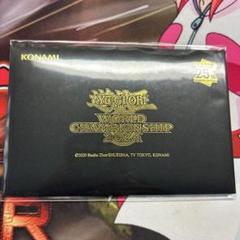 KONAMI
25th
YU-GI-OH!
WORLD
CHAMPIONSHIP
©2020 Studio Dice/SHUEISHA, TV TOKYO, KONAMI